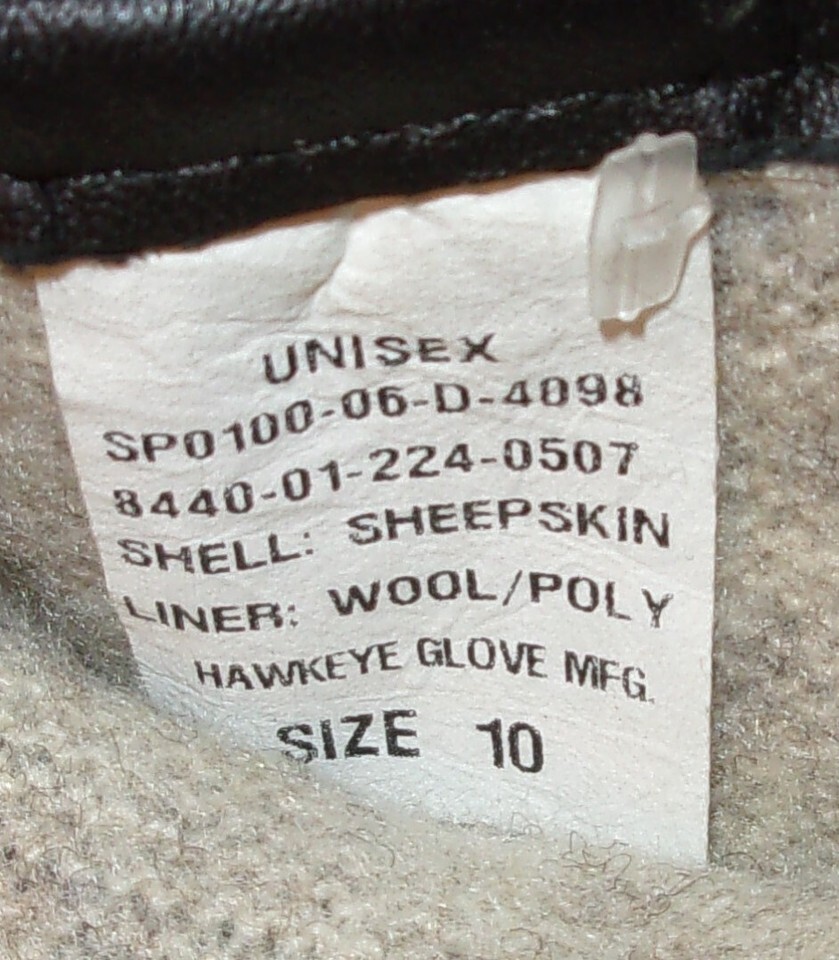 UNISEX
SP0100-06-D-4098
8440-01-224-0507
SHELL: SHEEPSKIN
LINER: WOOL/POLY
HAWKEYE GLOVE MFG.
SIZE 10